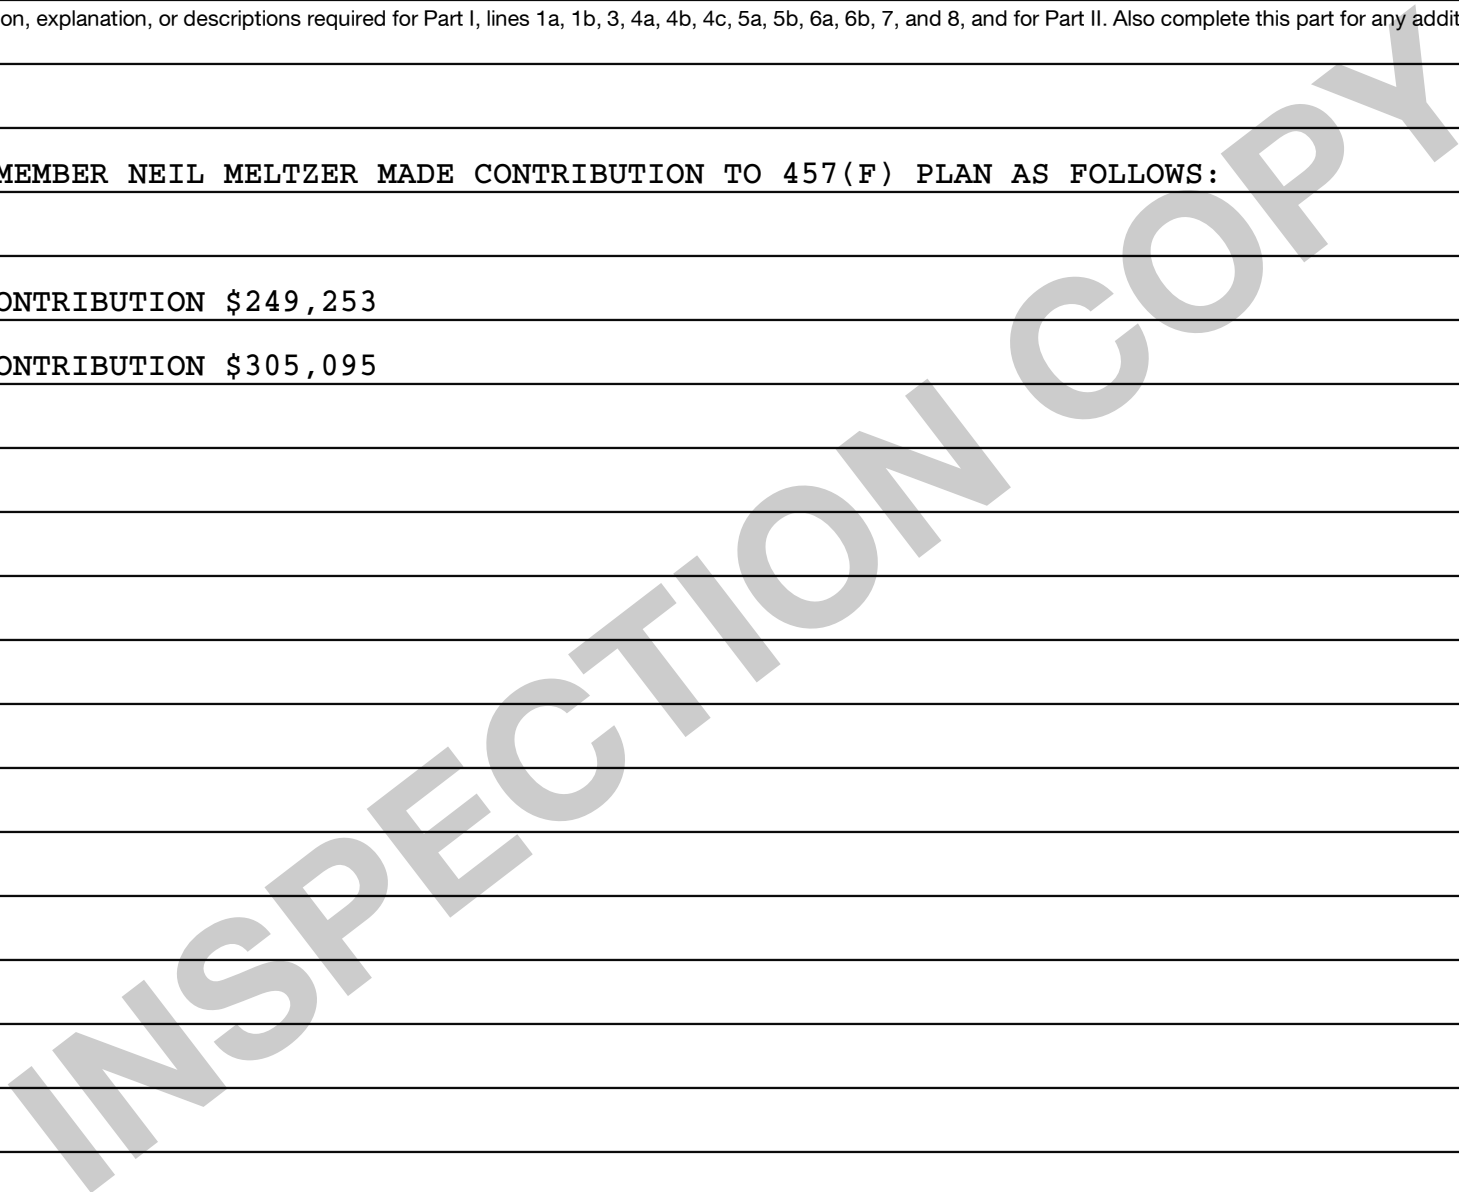 on, explanation, or descriptions required for Part I, lines 1a, 1b, 3, 4a, 4b, 4c, 5a, 5b, 6a, 6b, 7, and 8, and for Part II. Also complete this part for any addit
MEMBER NEIL MELTZER MADE CONTRIBUTION TO 457(F) PLAN AS FOLLOWS:
ONTRIBUTION $249,253
ONTRIBUTION $305,095
INSPECTION COPY